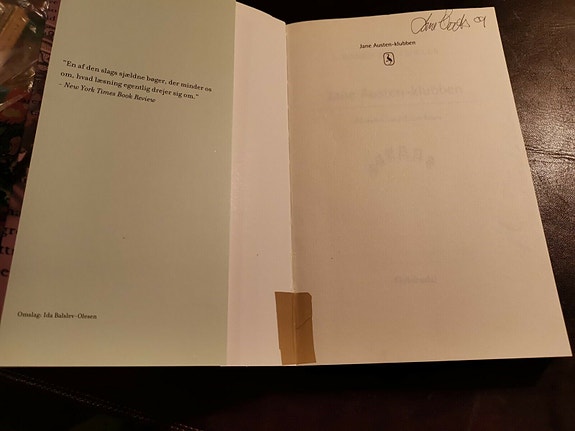 "En af den slags sjældne bøger, der minder os
om, hvad læsning egentlig drejer sig om."
– New York Times Book Review
Omslag: Ida Balslev-Olesen
Jane Austen-klubben